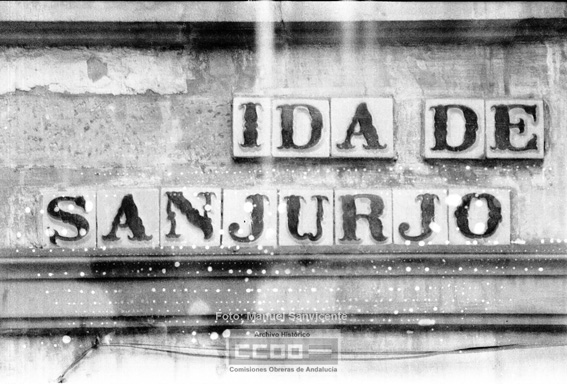 IDA DE
SANJURJO
Foto: Manuel Sanvicente
Archivo Histórico
CCOO
Comisiones Obreras de Andalucía